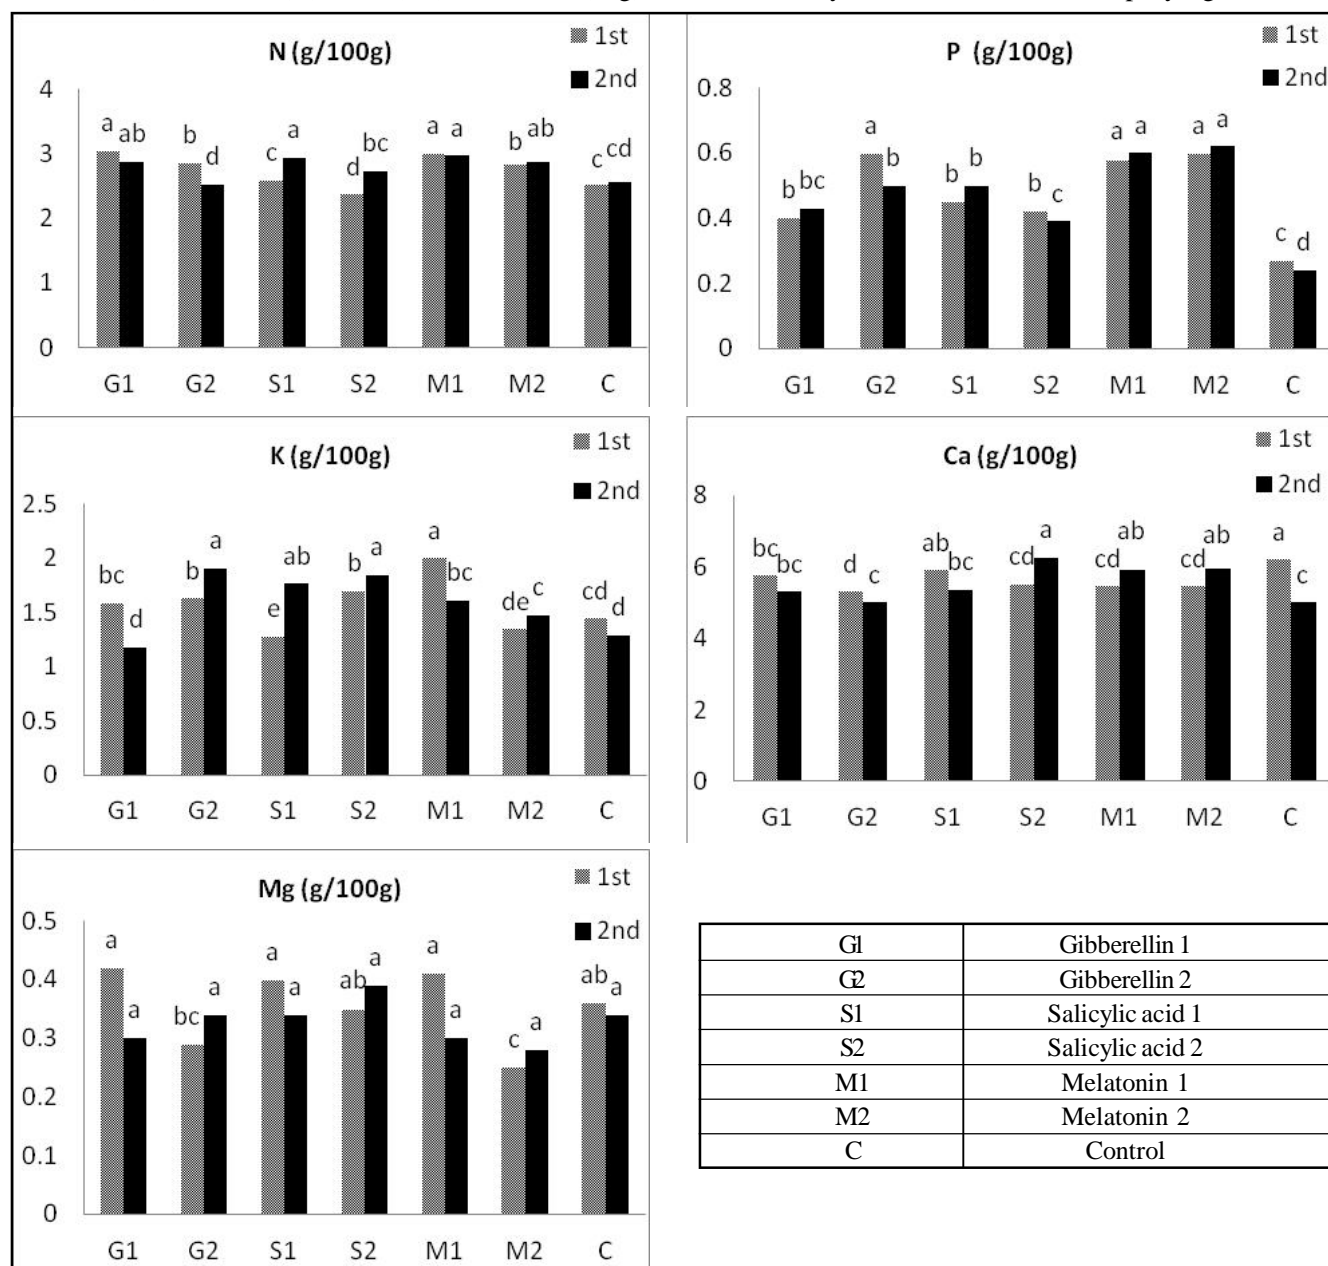 N (g/100g)
1st
2nd
4
3
2
1
0
a ab b d c a d bc a a b ab c cd
G1 G2 S1 S2 M1 M2 C
P (g/100g)
1st
2nd
0.8
0.6
0.4
0.2
0
b bc a b b b b c a a a a c d
G1 G2 S1 S2 M1 M2 C
K (g/100g)
1st
2nd
2.5
2
1.5
1
0.5
0
bc d b a e ab b a a bc de c cd d
G1 G2 S1 S2 M1 M2 C
Ca (g/100g)
1st
2nd
8
6
4
2
0
bc bc d c ab bc cd a cd ab cd ab a c
G1 G2 S1 S2 M1 M2 C
Mg (g/100g)
1st
2nd
0.5
0.4
0.3
0.2
0.1
0
a a bc a a a ab a a a c a ab a
G1 G2 S1 S2 M1 M2 C
G1 Gibberellin 1
G2 Gibberellin 2
S1 Salicylic acid 1
S2 Salicylic acid 2
M1 Melatonin 1
M2 Melatonin 2
C Control